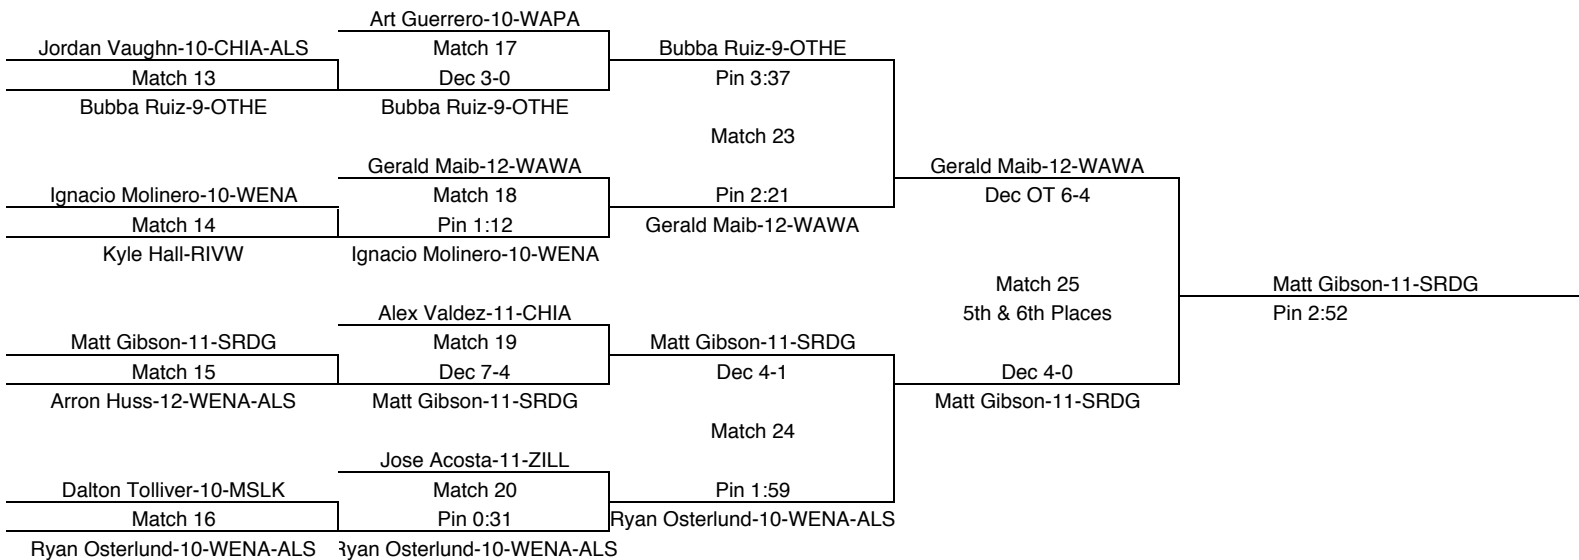 Art Guerrero-10-WAPA
Jordan Vaughn-10-CHIA-ALS Match 17 Bubba Ruiz-9-OTHE
Match 13 Dec 3-0 Pin 3:37
Bubba Ruiz-9-OTHE Bubba Ruiz-9-OTHE
Match 23
Gerald Maib-12-WAWA Gerald Maib-12-WAWA
Ignacio Molinero-10-WENA Match 18 Pin 2:21 Dec OT 6-4
Match 14 Pin 1:12 Gerald Maib-12-WAWA
Kyle Hall-RIVW Ignacio Molinero-10-WENA
Match 25 Matt Gibson-11-SRDG
Alex Valdez-11-CHIA 5th & 6th Places Pin 2:52
Matt Gibson-11-SRDG Match 19 Matt Gibson-11-SRDG
Match 15 Dec 7-4 Dec 4-1 Dec 4-0
Arron Huss-12-WENA-ALS Matt Gibson-11-SRDG Matt Gibson-11-SRDG
Match 24
Jose Acosta-11-ZILL
Dalton Tolliver-10-MSLK Match 20 Pin 1:59
Match 16 Pin 0:31 Ryan Osterlund-10-WENA-ALS
Ryan Osterlund-10-WENA-ALS Ryan Osterlund-10-WENA-ALS